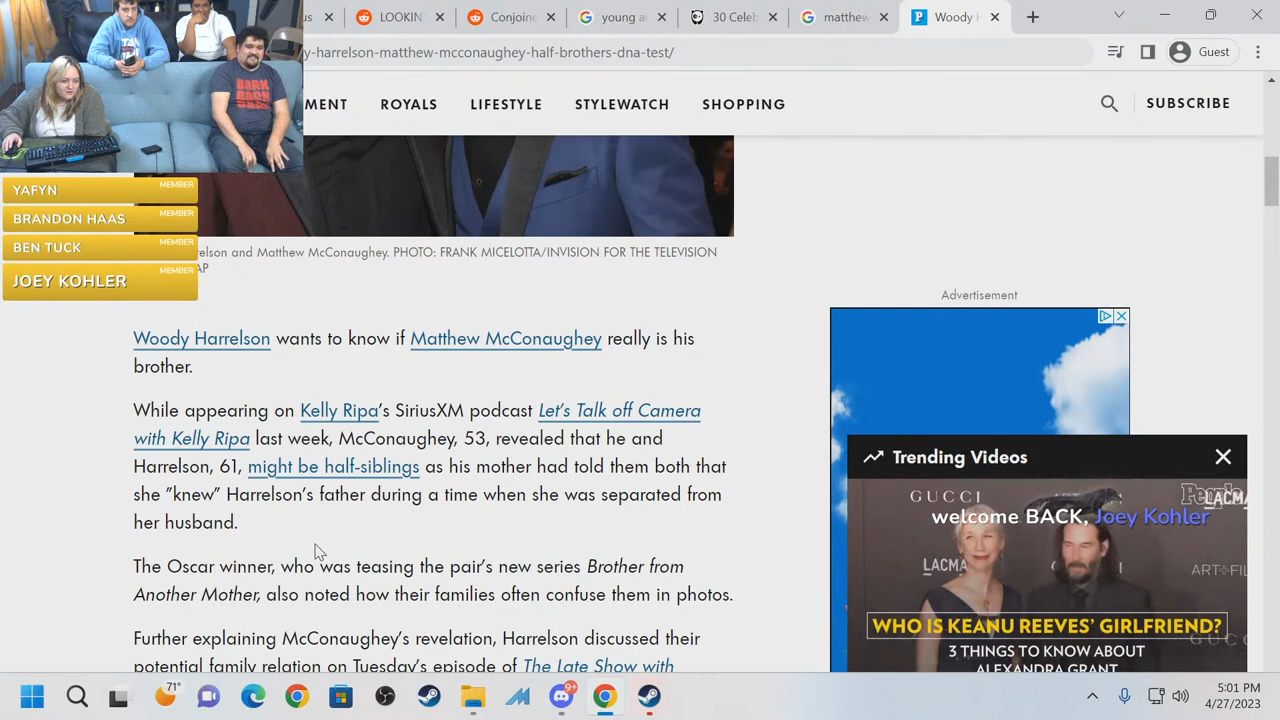 us
LOOKIN'
Conjoine
young a
30 Celeb
matthew
Woody H
y-harrelson-matthew-mcconaughey-half-brothers-dna-test/
Guest
MENT
ROYALS
LIFESTYLE
STYLEWATCH
SHOPPING
SUBSCRIBE
BARK
BARK
BARK
YAFYN
MEMBER
BRANDON HAAS
MEMBER
BEN TUCK
MEMBER
JOEY KOHLER
MEMBER
relson and Matthew McConaughey. PHOTO: FRANK MICELOTTA/INVISION FOR THE TELEVISION
AP
Advertisement
Woody Harrelson wants to know if Matthew McConaughey really is his
brother.
While appearing on Kelly Ripa's SiriusXM podcast Let's Talk off Camera
with Kelly Ripa last week, McConaughey, 53, revealed that he and
Harrelson, 61, might be half-siblings as his mother had told them both that
she "knew" Harrelson's father during a time when she was separated from
her husband.
The Oscar winner, who was teasing the pair's new series Brother from
Another Mother, also noted how their families often confuse them in photos.
Further explaining McConaughey's revelation, Harrelson discussed their
potential family relation on Tuesday's episode of The Late Show with
Trending Videos
GUCCI
GUCCI
People
LACMA
welcome BACK, Joey Kohler
LACMA
ART+FIL
WHO IS KEANU REEVES' GIRLFRIEND?
3 THINGS TO KNOW ABOUT
ALEXANDRA GRANT
71°
9+
5:01 PM
4/27/2023